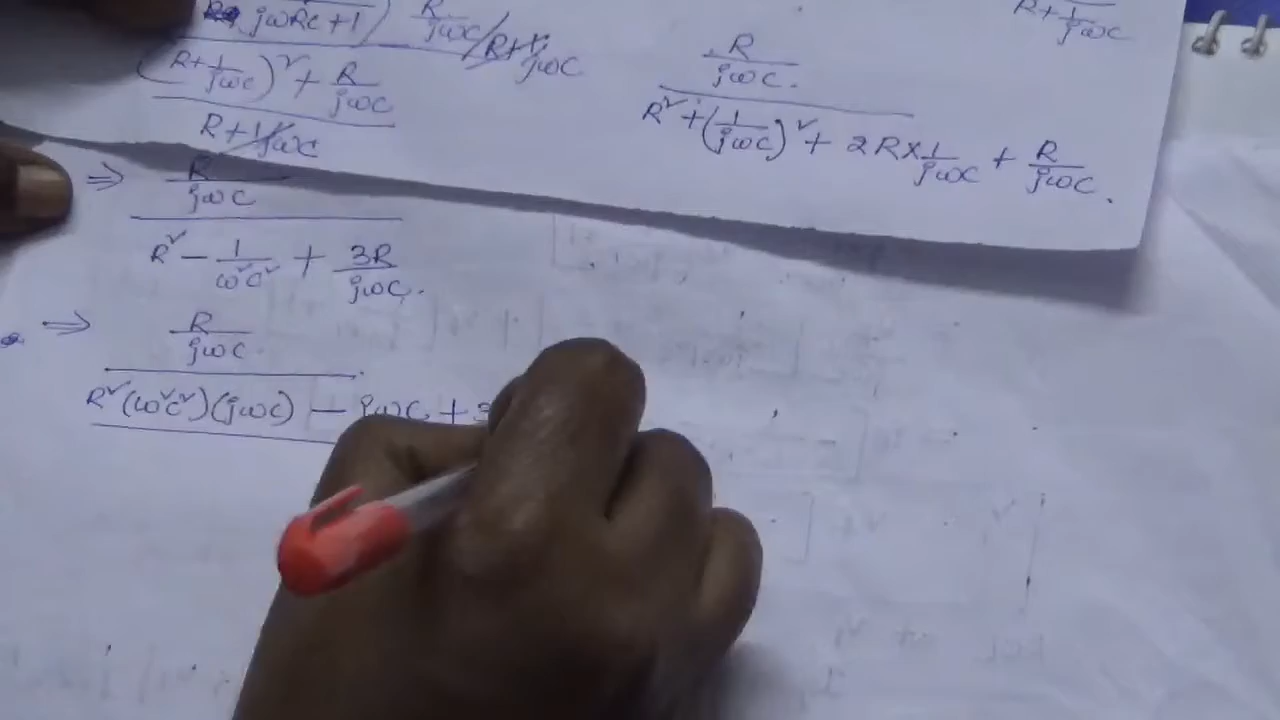 jωRC+1) R/jωC / R+1/jωC
(R+1/jωC)² + R/jωC
R+1/jωC
R+1/jωC
R/jωC.
R² + (1/jωC)² + 2R×1/jωC + R/jωC.
⇒ R/jωC
R² − 1/ω²C² + 3R/jωC.
⇒ R/jωC.
R²(ω²C²)(jωC) − jωC + 3